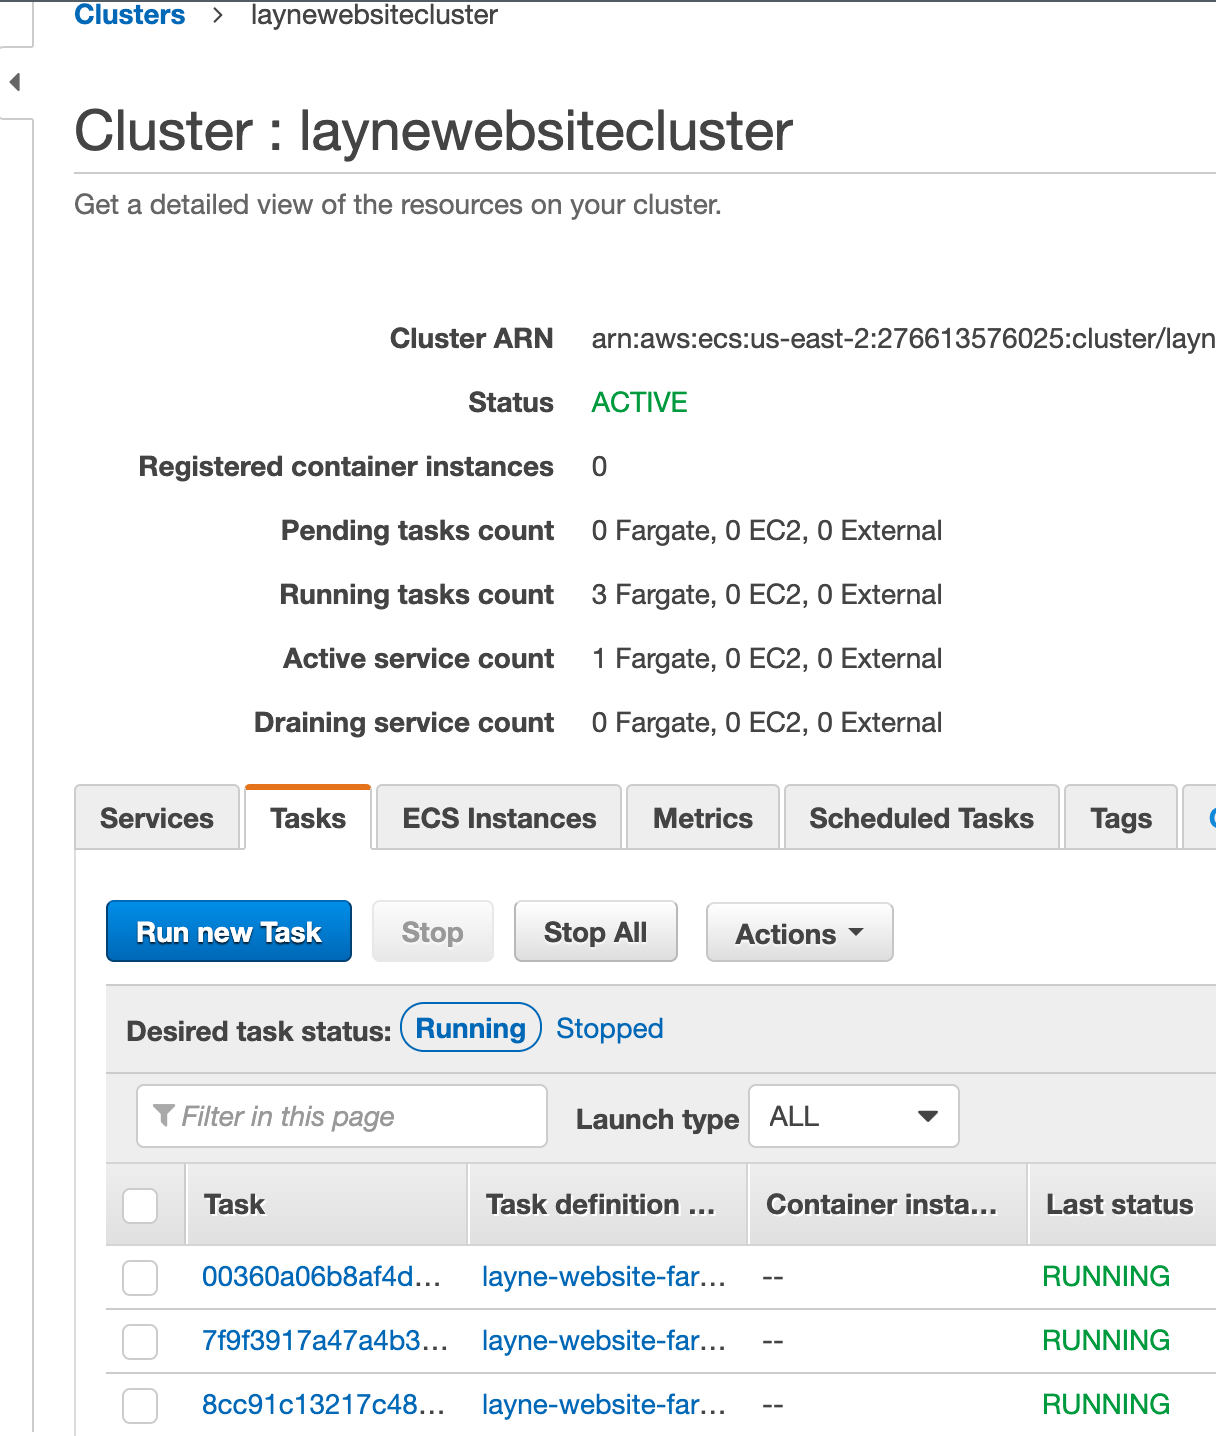 Clusters > laynewebsitecluster
Cluster : laynewebsitecluster
Get a detailed view of the resources on your cluster.
Cluster ARN arn:aws:ecs:us-east-2:276613576025:cluster/layn
Status ACTIVE
Registered container instances 0
Pending tasks count 0 Fargate, 0 EC2, 0 External
Running tasks count 3 Fargate, 0 EC2, 0 External
Active service count 1 Fargate, 0 EC2, 0 External
Draining service count 0 Fargate, 0 EC2, 0 External
Services Tasks ECS Instances Metrics Scheduled Tasks Tags
Run new Task Stop Stop All Actions
Desired task status: Running Stopped
Filter in this page Launch type ALL
Task Task definition ... Container insta... Last status
00360a06b8af4d... layne-website-far... -- RUNNING
7f9f3917a47a4b3... layne-website-far... -- RUNNING
8cc91c13217c48... layne-website-far... -- RUNNING